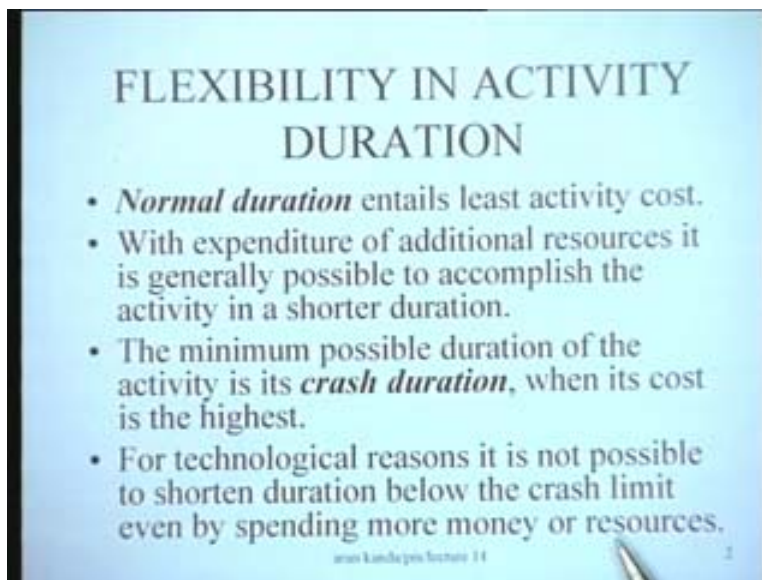 FLEXIBILITY IN ACTIVITY
DURATION
• Normal duration entails least activity cost.
• With expenditure of additional resources it
is generally possible to accomplish the
activity in a shorter duration.
• The minimum possible duration of the
activity is its crash duration, when its cost
is the highest.
• For technological reasons it is not possible
to shorten duration below the crash limit
even by spending more money or resources.
lecture 14
2